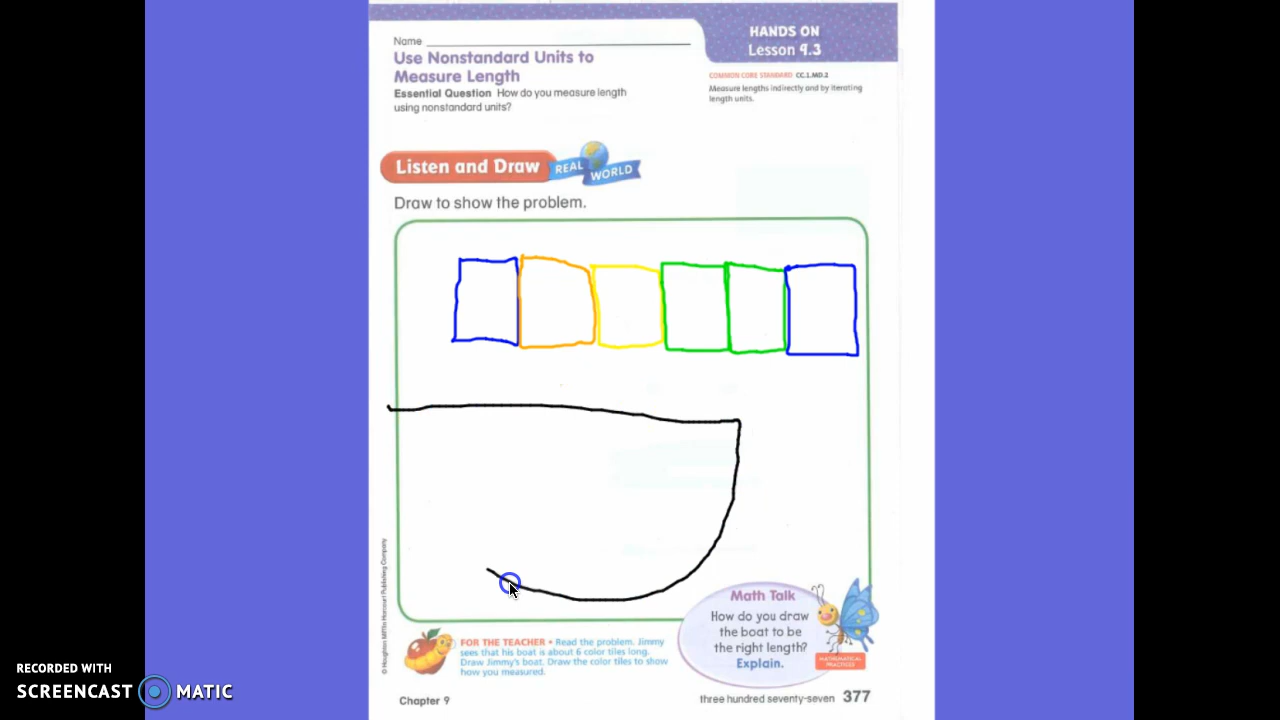 Name
HANDS ON
Lesson 9.3
Use Nonstandard Units to
Measure Length
Essential Question How do you measure length
using nonstandard units?
COMMON CORE STANDARD CC.1.MD.2
Measure lengths indirectly and by iterating
length units.
Listen and Draw
REAL WORLD
Draw to show the problem.
© Houghton Mifflin Harcourt Publishing Company
Math Talk
How do you draw
the boat to be
the right length?
Explain.
MATHEMATICAL
PRACTICES
FOR THE TEACHER • Read the problem. Jimmy
sees that his boat is about 6 color tiles long.
Draw Jimmy's boat. Draw the color tiles to show
how you measured.
Chapter 9
three hundred seventy-seven 377
RECORDED WITH
SCREENCAST MATIC